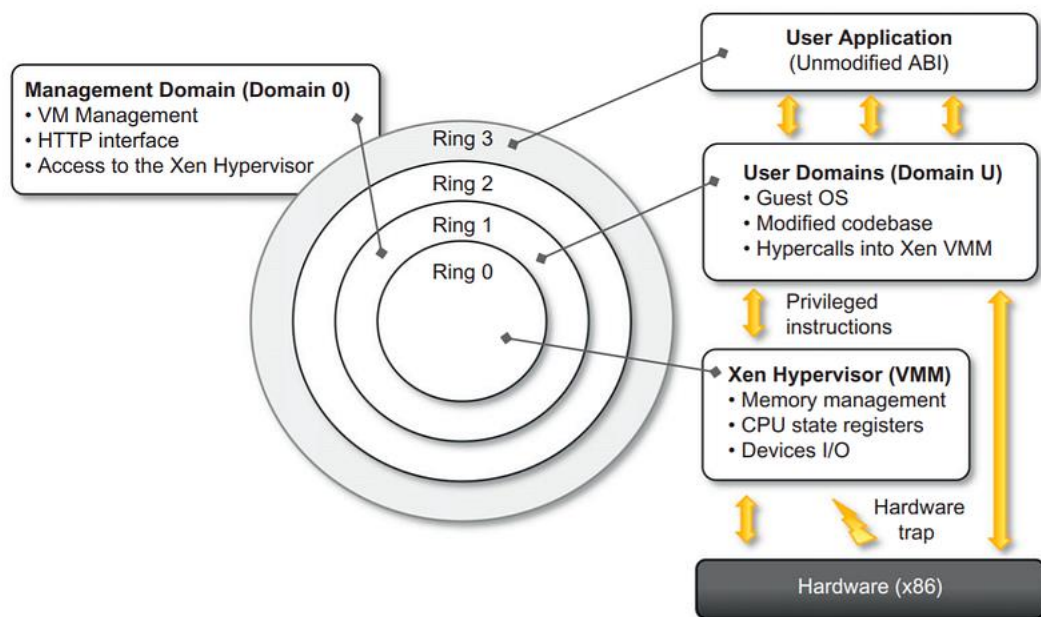 Management Domain (Domain 0)
• VM Management
• HTTP interface
• Access to the Xen Hypervisor
Ring 3
Ring 2
Ring 1
Ring 0
User Application
(Unmodified ABI)
User Domains (Domain U)
• Guest OS
• Modified codebase
• Hypercalls into Xen VMM
Privileged
instructions
Xen Hypervisor (VMM)
• Memory management
• CPU state registers
• Devices I/O
Hardware
trap
Hardware (x86)